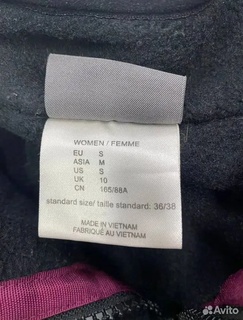 WOMEN / FEMME
EU S
ASIA M
US S
UK 10
CN 165/88A
standard size/ taille standard: 36/38
MADE IN VIETNAM
FABRIQUÉ AU VIETNAM
Avito